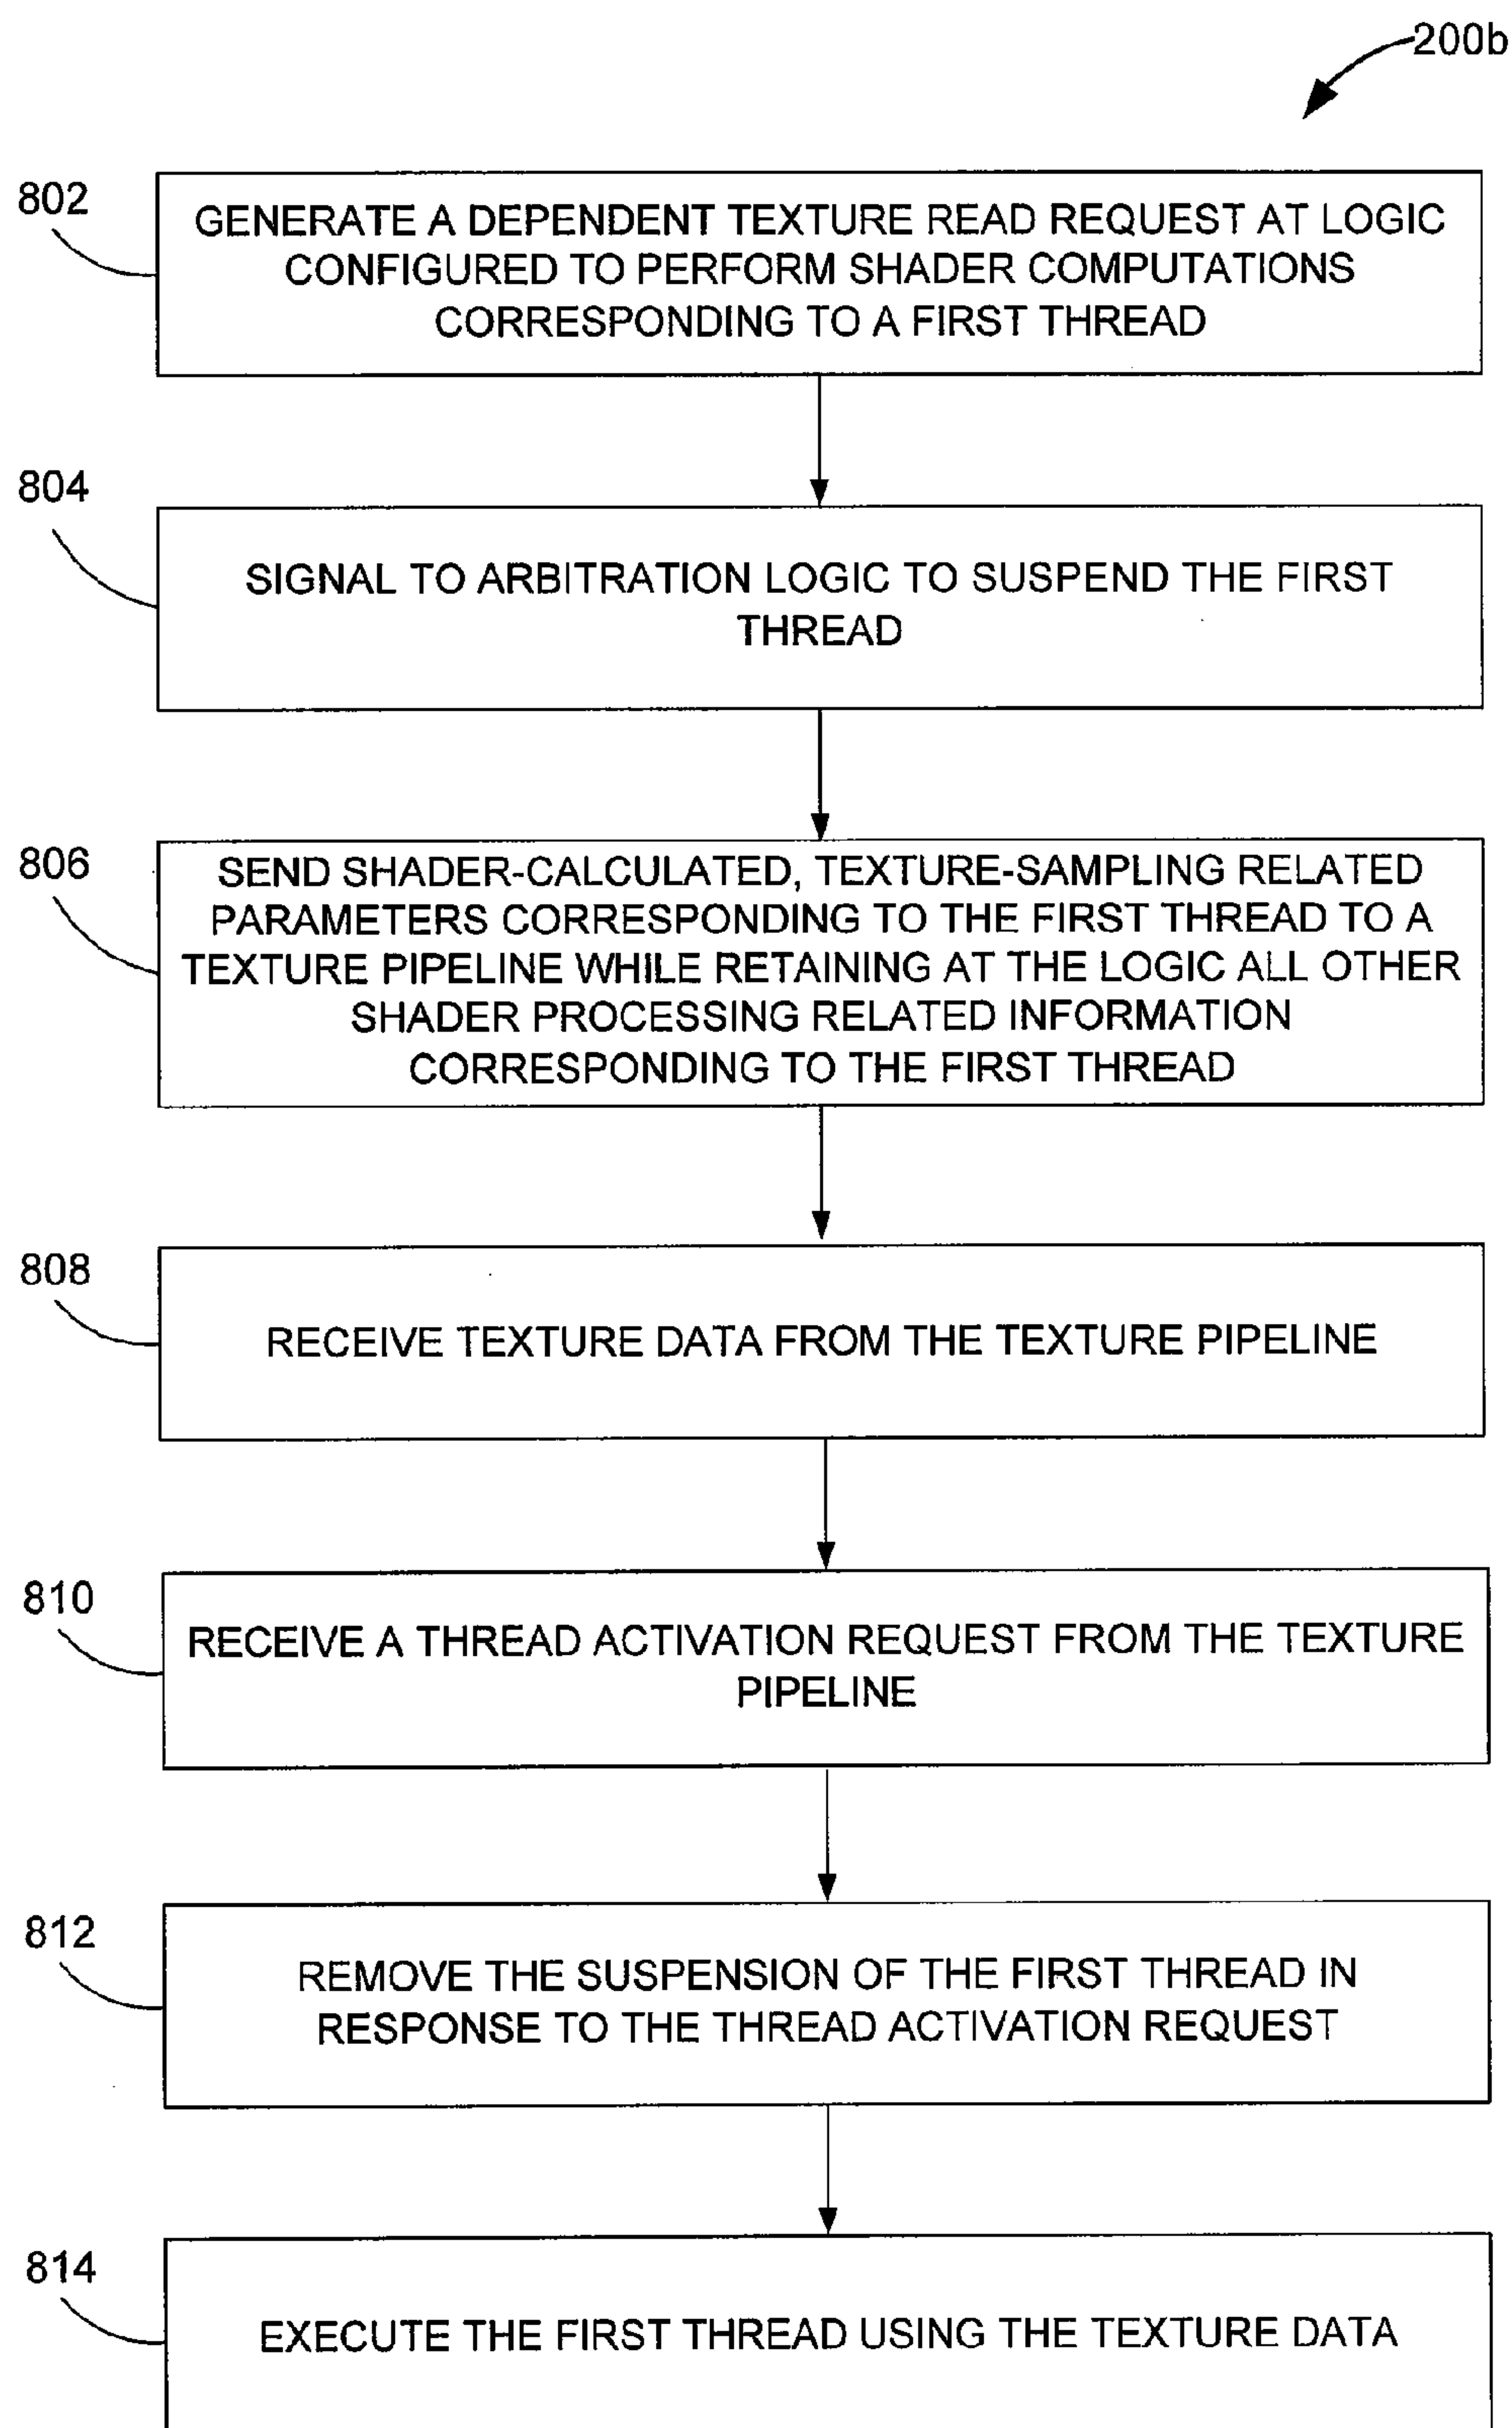 200b
802
GENERATE A DEPENDENT TEXTURE READ REQUEST AT LOGIC
CONFIGURED TO PERFORM SHADER COMPUTATIONS
CORRESPONDING TO A FIRST THREAD
804
SIGNAL TO ARBITRATION LOGIC TO SUSPEND THE FIRST
THREAD
806
SEND SHADER-CALCULATED, TEXTURE-SAMPLING RELATED
PARAMETERS CORRESPONDING TO THE FIRST THREAD TO A
TEXTURE PIPELINE WHILE RETAINING AT THE LOGIC ALL OTHER
SHADER PROCESSING RELATED INFORMATION
CORRESPONDING TO THE FIRST THREAD
808
RECEIVE TEXTURE DATA FROM THE TEXTURE PIPELINE
810
RECEIVE A THREAD ACTIVATION REQUEST FROM THE TEXTURE
PIPELINE
812
REMOVE THE SUSPENSION OF THE FIRST THREAD IN
RESPONSE TO THE THREAD ACTIVATION REQUEST
814
EXECUTE THE FIRST THREAD USING THE TEXTURE DATA